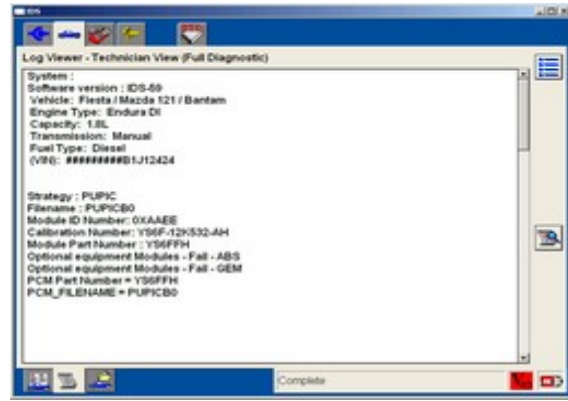 IDS
Log Viewer - Technician View (Full Diagnostic)
System :
Software version : IDS-59
Vehicle: Fiesta / Mazda 121 / Bantam
Engine Type: Endura DI
Capacity: 1.8L
Transmission: Manual
Fuel Type: Diesel
(VIN): #########B1J12424
Strategy : PUPIC
Filename : PUPICB0
Module ID Number: 0XAAEE
Calibration Number: YS6F-12K532-AH
Module Part Number : YS6FFH
Optional equipment Modules - Fail - ABS
Optional equipment Modules - Fail - GEM
PCM Part Number = YS6FFH
PCM_FILENAME = PUPICB0
Complete